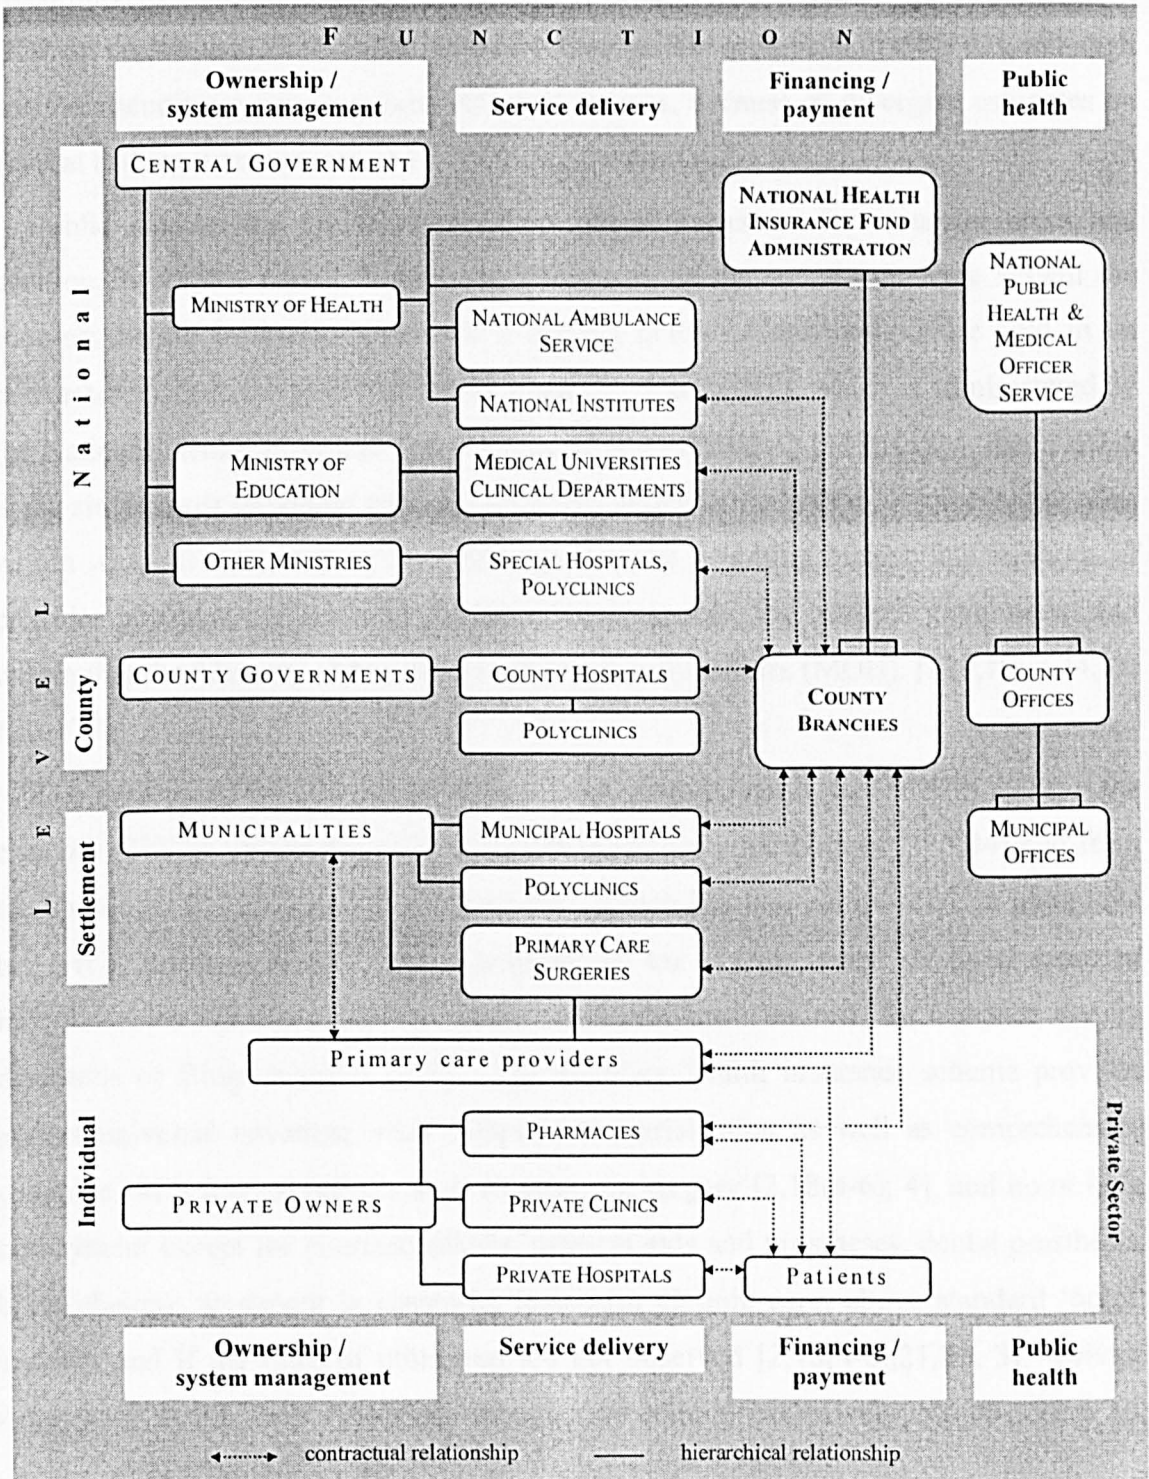 FUNCTION
Ownership /
system management
Service delivery
Financing /
payment
Public
health
LEVEL
National
CENTRAL GOVERNMENT
NATIONAL HEALTH
INSURANCE FUND
ADMINISTRATION
NATIONAL
PUBLIC
HEALTH &
MEDICAL
OFFICER
SERVICE
MINISTRY OF HEALTH
NATIONAL AMBULANCE
SERVICE
NATIONAL INSTITUTES
MINISTRY OF
EDUCATION
MEDICAL UNIVERSITIES
CLINICAL DEPARTMENTS
OTHER MINISTRIES
SPECIAL HOSPITALS,
POLYCLINICS
County
COUNTY GOVERNMENTS
COUNTY HOSPITALS
POLYCLINICS
COUNTY
BRANCHES
COUNTY
OFFICES
Settlement
MUNICIPALITIES
MUNICIPAL HOSPITALS
POLYCLINICS
PRIMARY CARE
SURGERIES
MUNICIPAL
OFFICES
Individual
Primary care providers
PHARMACIES
PRIVATE OWNERS
PRIVATE CLINICS
PRIVATE HOSPITALS
Patients
Private Sector
Ownership /
system management
Service delivery
Financing /
payment
Public
health
contractual relationship
hierarchical relationship